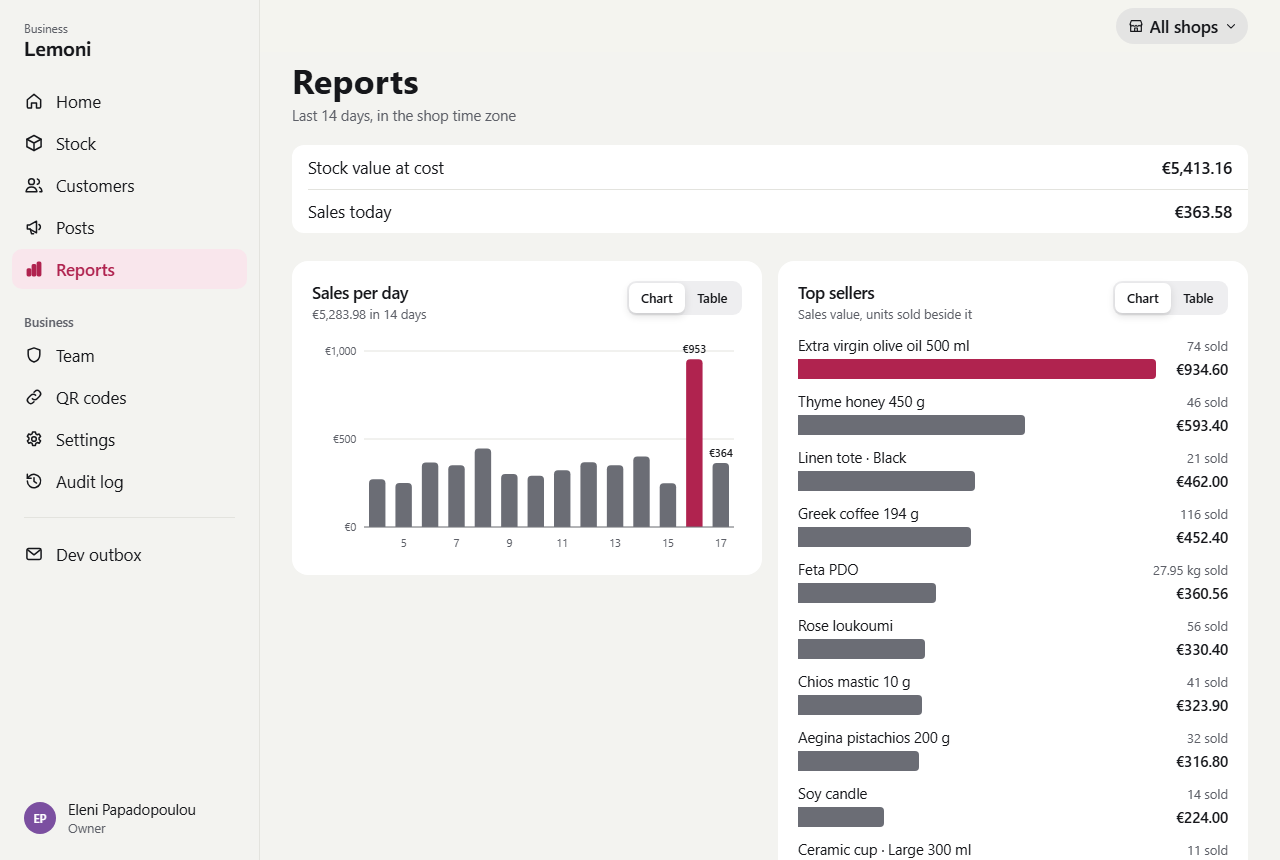 Business
Lemoni
Home
Stock
Customers
Posts
Reports
Business
Team
QR codes
Settings
Audit log
Dev outbox
EP
Eleni Papadopoulou
Owner
All shops
Reports
Last 14 days, in the shop time zone
Stock value at cost €5,413.16
Sales today €363.58
Sales per day
€5,283.98 in 14 days
Chart Table
€1,000
€500
€0
€953
€364
5 7 9 11 13 15 17
Top sellers
Sales value, units sold beside it
Chart Table
Extra virgin olive oil 500 ml 74 sold
€934.60
Thyme honey 450 g 46 sold
€593.40
Linen tote · Black 21 sold
€462.00
Greek coffee 194 g 116 sold
€452.40
Feta PDO 27.95 kg sold
€360.56
Rose loukoumi 56 sold
€330.40
Chios mastic 10 g 41 sold
€323.90
Aegina pistachios 200 g 32 sold
€316.80
Soy candle 14 sold
€224.00
Ceramic cup · Large 300 ml 11 sold